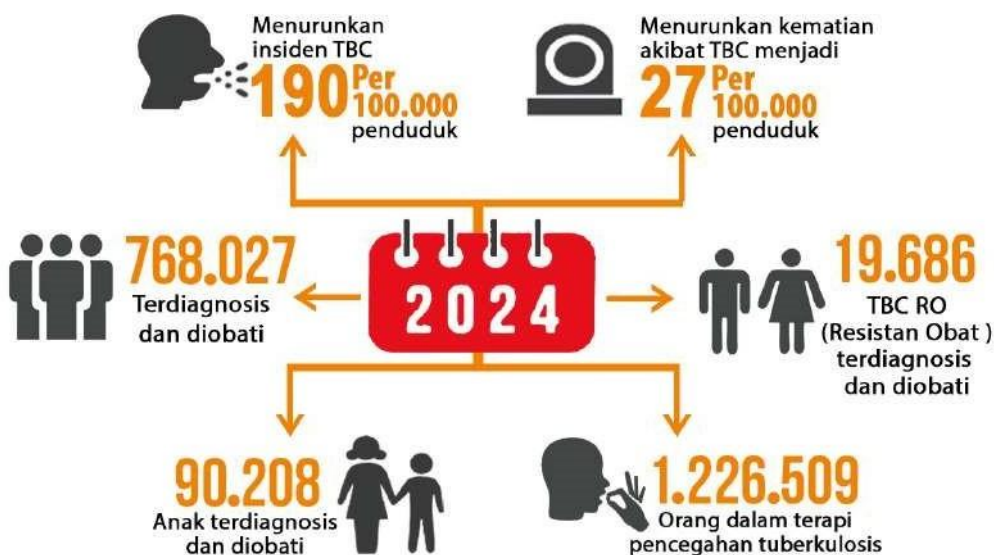 Menurunkan
insiden TBC
190 Per
100.000
penduduk
Menurunkan kematian
akibat TBC menjadi
27 Per
100.000
penduduk
768.027
Terdiagnosis
dan diobati
2024
19.686
TBC RO
(Resistan Obat )
terdiagnosis
dan diobati
90.208
Anak terdiagnosis
dan diobati
1.226.509
Orang dalam terapi
pencegahan tuberkulosis